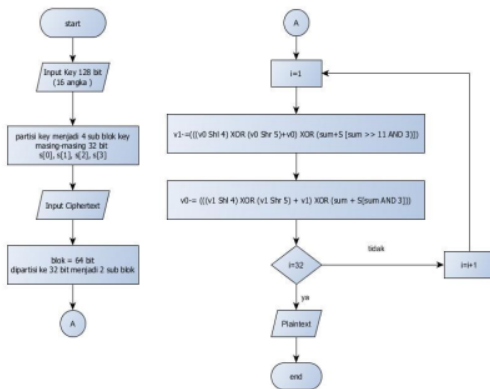 start
Input Key 128 bit
(16 angka )
partisi key menjadi 4 sub blok key
masing-masing 32 bit
s[0], s[1], s[2], s[3]
Input Ciphertext
blok = 64 bit
dipartisi ke 32 bit menjadi 2 sub blok
A
A
i=1
v1-=(((v0 Shl 4) XOR (v0 Shr 5)+v0) XOR (sum+S [sum >> 11 AND 3)])
v0-= (((v1 Shl 4) XOR (v1 Shr 5) + v1) XOR (sum + S[sum AND 3]))
i=32
tidak
i=i+1
ya
Plaintext
end